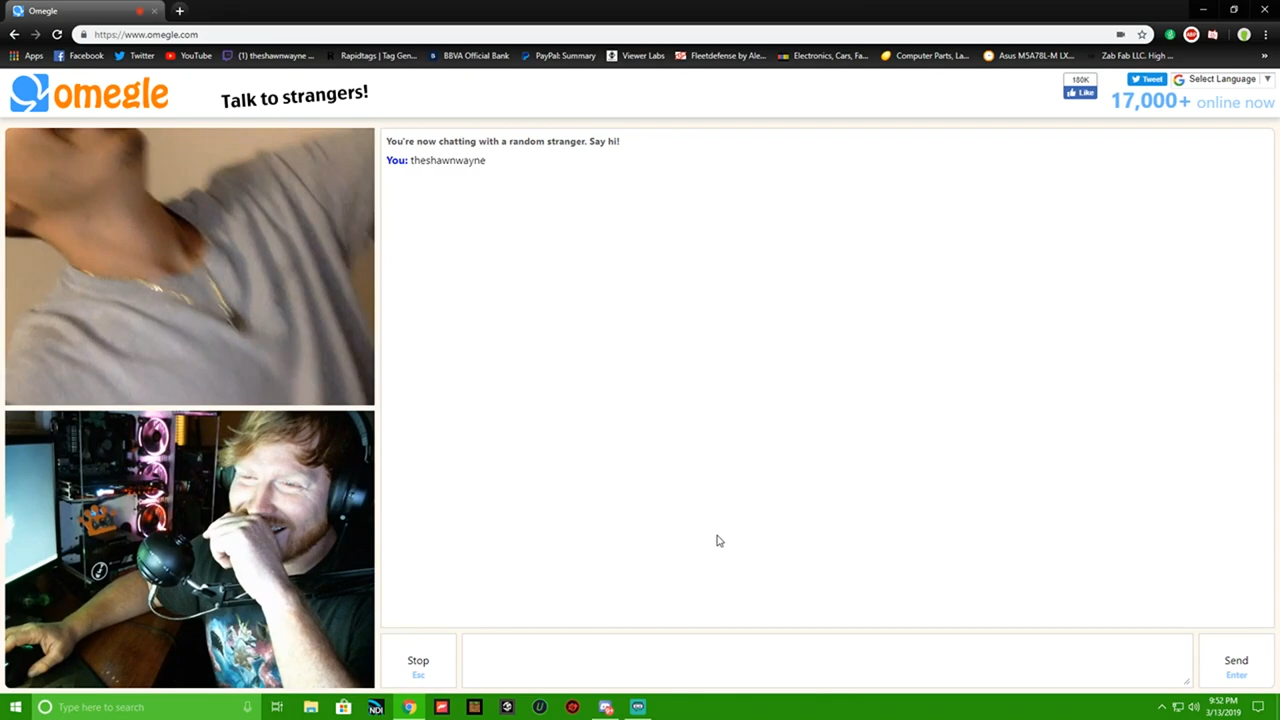 Omegle
https://www.omegle.com
Apps Facebook Twitter YouTube (1) theshawnwayne ... Rapidtags | Tag Gen... BBVA Official Bank PayPal: Summary Viewer Labs Fleetdefense by Ale... Electronics, Cars, Fa... Computer Parts, La... Asus M5A78L-M LX... Zab Fab LLC. High ... »
omegle Talk to strangers!
180K
Like
Tweet
Select Language
17,000+ online now
You're now chatting with a random stranger. Say hi!
You: theshawnwayne
Stop
Esc
Send
Enter
Type here to search
9:52 PM
3/13/2019